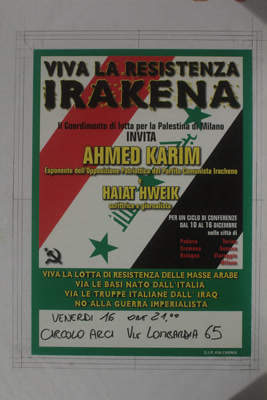 VIVA LA RESISTENZA
IRAKENA
Il Coordimento di lotta per la Palestina di Milano
INVITA
AHMED KARIM
Esponente dell'Opposizione Patriottica del Partito Comunista Iracheno
HAIAT HWEIK
scrittrice e giornalista
PER UN CICLO DI CONFERENZE
DAL 10 AL 16 DICEMBRE
nelle città di
Padova Torino
Cremona
Bologna Viareggio
Milano
VIVA LA LOTTA DI RESISTENZA DELLE MASSE ARABE
VIA LE BASI NATO DALL'ITALIA
VIA LE TRUPPE ITALIANE DALL' IRAQ
NO ALLA GUERRA IMPERIALISTA
VENERDI 16 ORE 21,00
CIRCOLO ARCI VLE LOMBARDIA 65